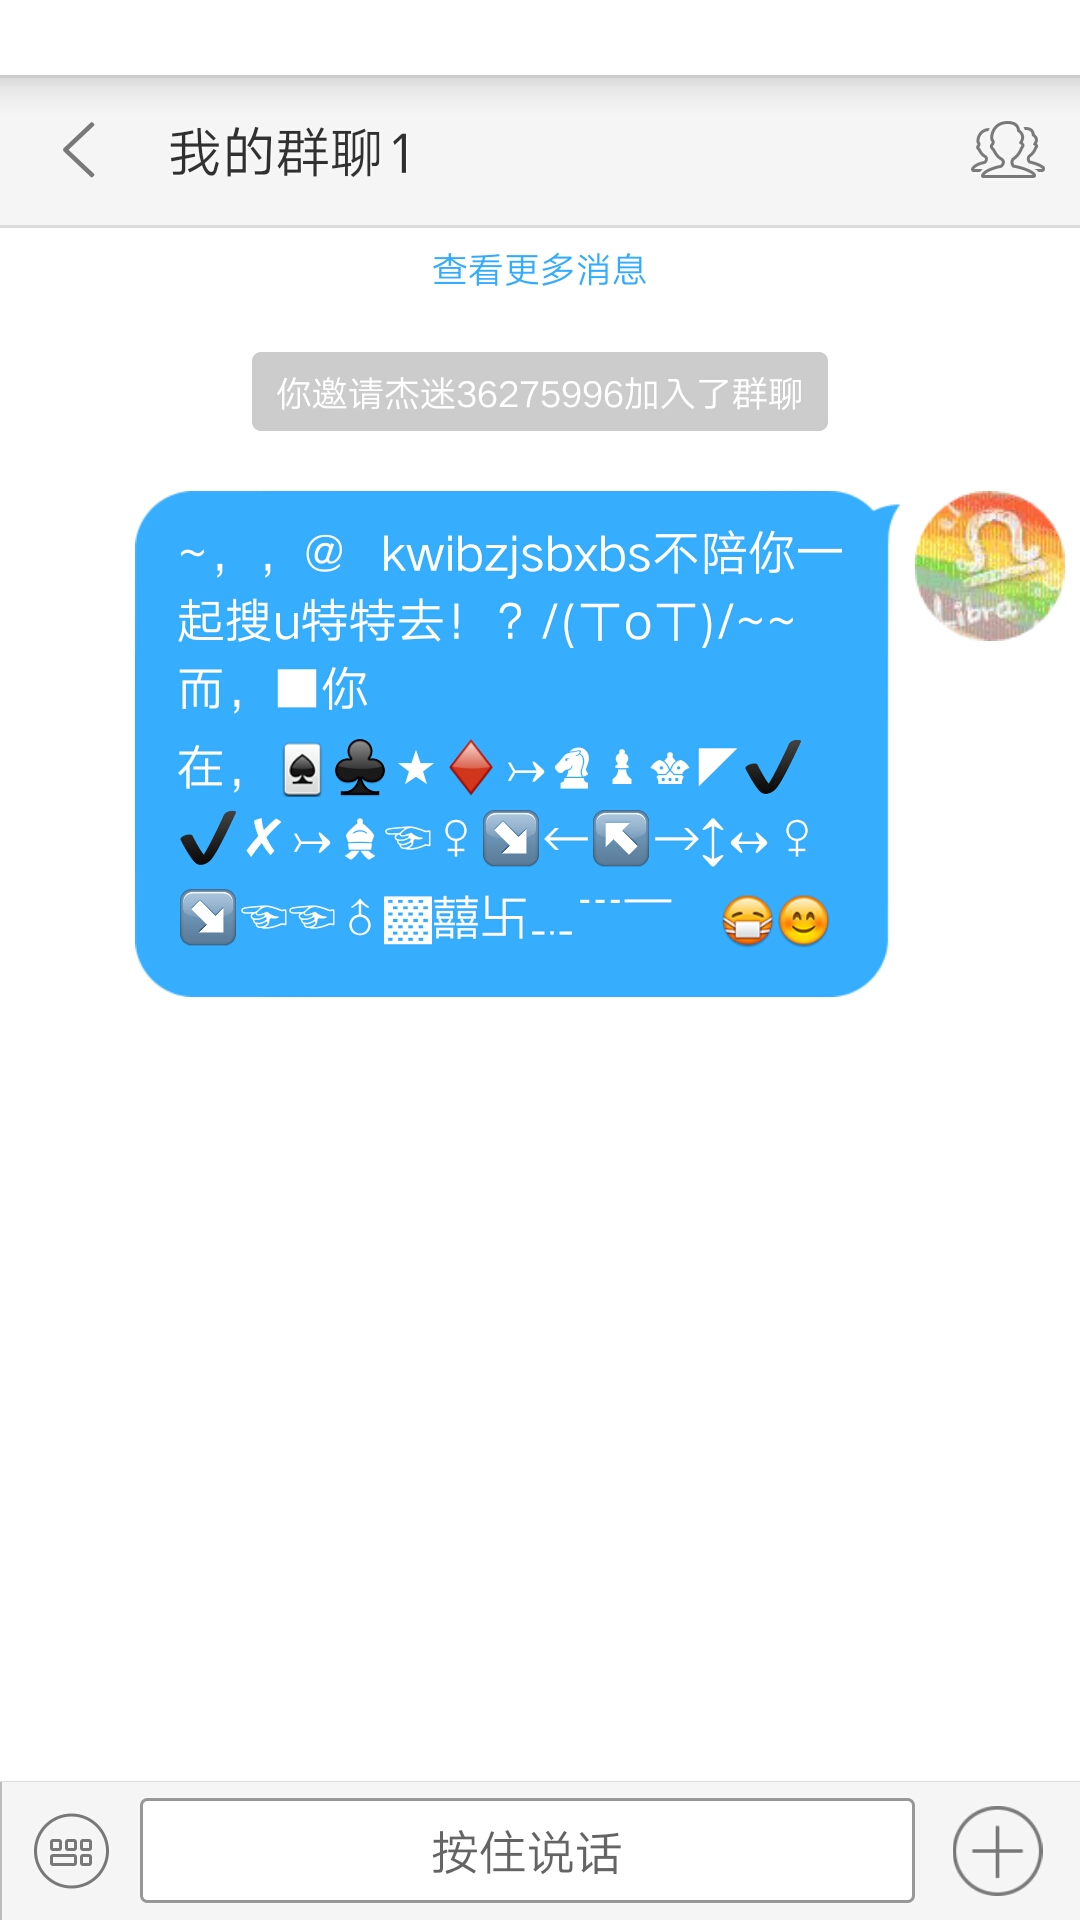 我的群聊1
查看更多消息
你邀请杰迷36275996加入了群聊
~，，@ kwibzjsbxbs不陪你一
起搜u特特去！？/(ㄒoㄒ)/~~
而，■你
在，🂡♣️★♦️↣♞♝♚◤✔️
✔️✗↣♝☜♀↘️←↖️→↕↔♀
↘️☜☜♂▓囍卐﹍﹉— 😷😊
Libra
按住说话